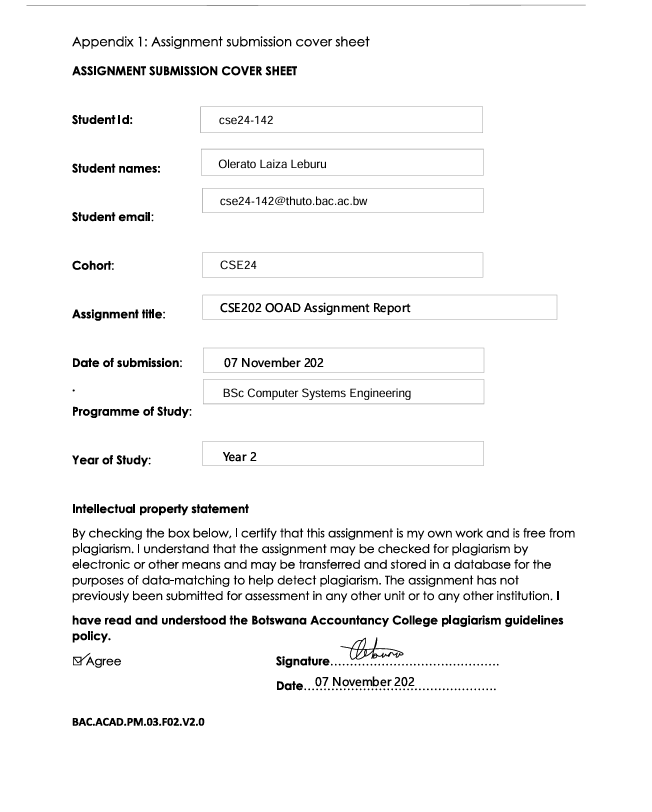 Appendix 1: Assignment submission cover sheet
ASSIGNMENT SUBMISSION COVER SHEET
Student Id: cse24-142
Student names: Olerato Laiza Leburu
Student email: cse24-142@thuto.bac.ac.bw
Cohort: CSE24
Assignment title: CSE202 OOAD Assignment Report
Date of submission: 07 November 202
.
Programme of Study: BSc Computer Systems Engineering
Year of Study: Year 2
Intellectual property statement
By checking the box below, I certify that this assignment is my own work and is free from
plagiarism. I understand that the assignment may be checked for plagiarism by
electronic or other means and may be transferred and stored in a database for the
purposes of data-matching to help detect plagiarism. The assignment has not
previously been submitted for assessment in any other unit or to any other institution. I
have read and understood the Botswana Accountancy College plagiarism guidelines
policy.
☑Agree
Signature...........................................
Date 07 November 202
BAC.ACAD.PM.03.F02.V2.0